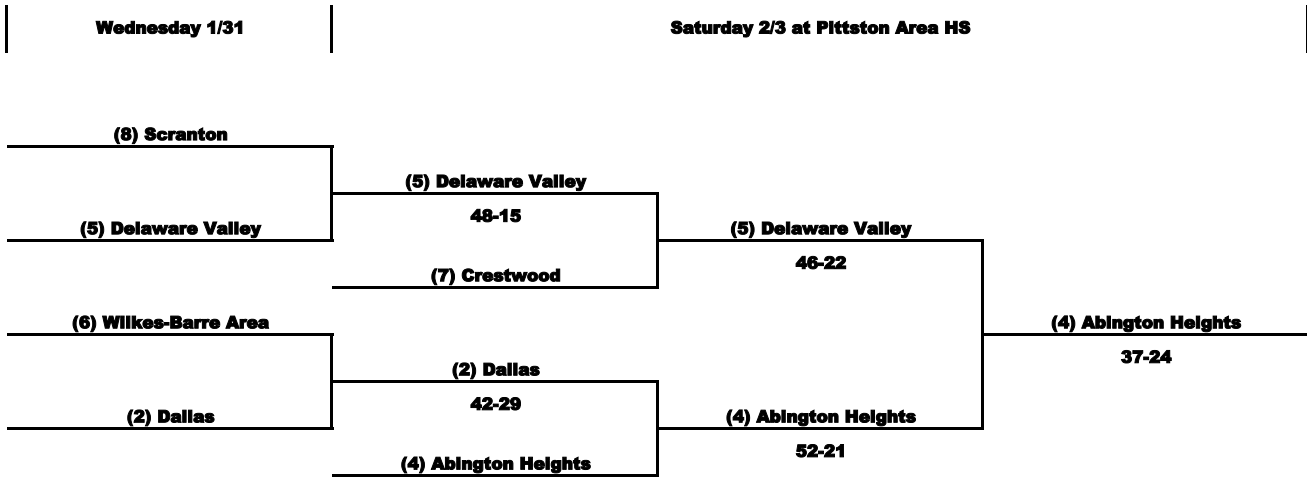 Wednesday 1/31
Saturday 2/3 at Pittston Area HS
(8) Scranton
(5) Delaware Valley
48-15
(5) Delaware Valley
(5) Delaware Valley
46-22
(7) Crestwood
(6) Wilkes-Barre Area
(4) Abington Heights
37-24
(2) Dallas
42-29
(2) Dallas
(4) Abington Heights
52-21
(4) Abington Heights